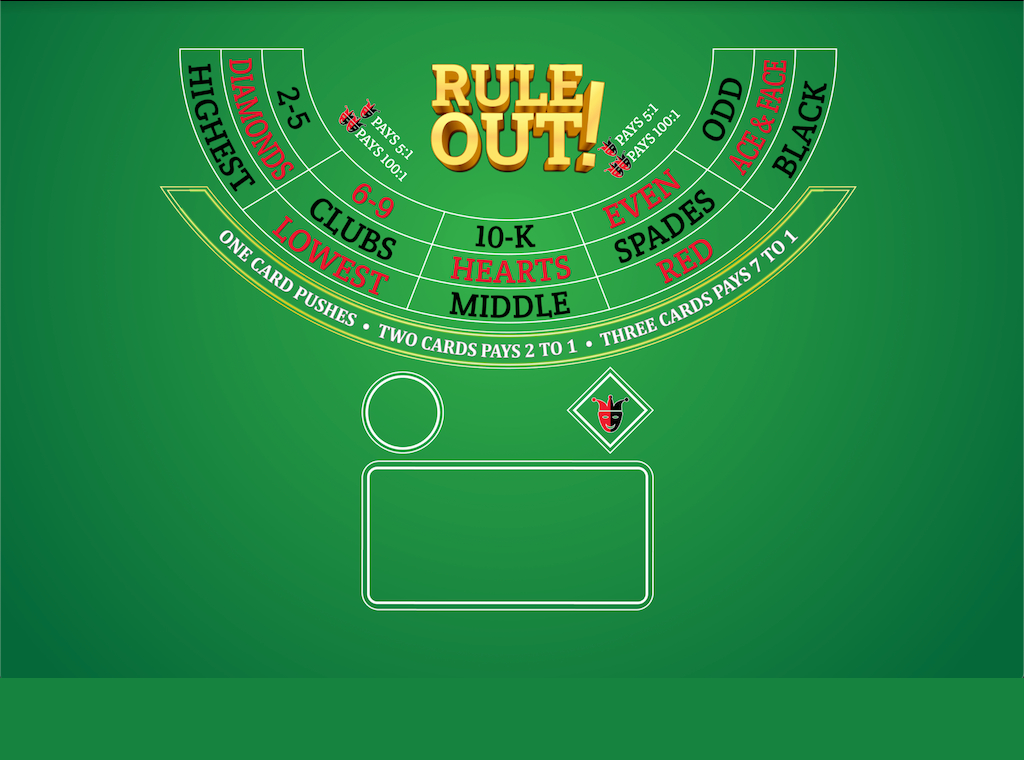 RULE
OUT!
PAYS 5:1
PAYS 100:1
PAYS 5:1
PAYS 100:1
2-5
6-9
10-K
EVEN
ODD
DIAMONDS
CLUBS
HEARTS
SPADES
ACE & FACE
HIGHEST
LOWEST
MIDDLE
RED
BLACK
ONE CARD PUSHES • TWO CARDS PAYS 2 TO 1 • THREE CARDS PAYS 7 TO 1